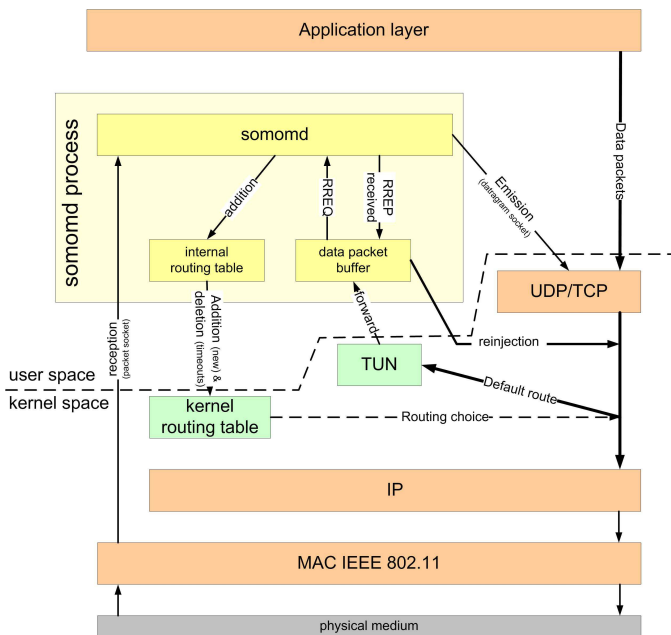 Application layer
somomd process
somomd
Data packets
addition
RREQ
RREP
received
Emission
(datragram socket)
internal
routing table
data packet
buffer
UDP/TCP
Addition (new) &
deletion (timeouts)
forward
reception
(packet socket)
reinjection
TUN
user space
kernel space
Default route
kernel
routing table
Routing choice
IP
MAC IEEE 802.11
physical medium